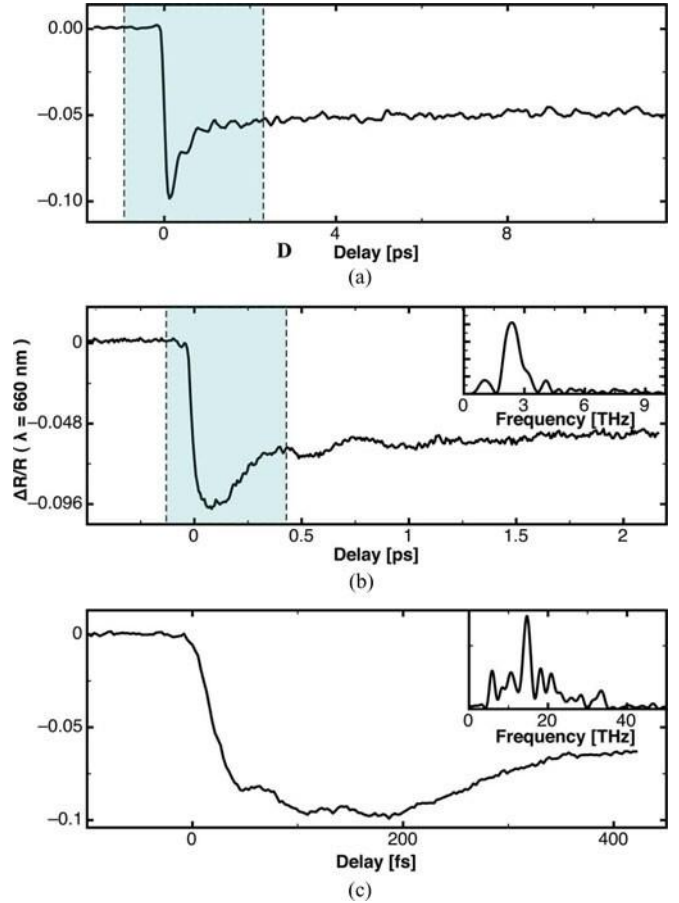 0.00
−0.05
−0.10
0 4 8
D Delay [ps]
(a)
ΔR/R ( λ = 660 nm )
0
−0.048
−0.096
0 3 6 9
Frequency [THz]
0 0.5 1 1.5 2
Delay [ps]
(b)
0
−0.05
−0.1
0 20 40
Frequency [THz]
0 200 400
Delay [fs]
(c)